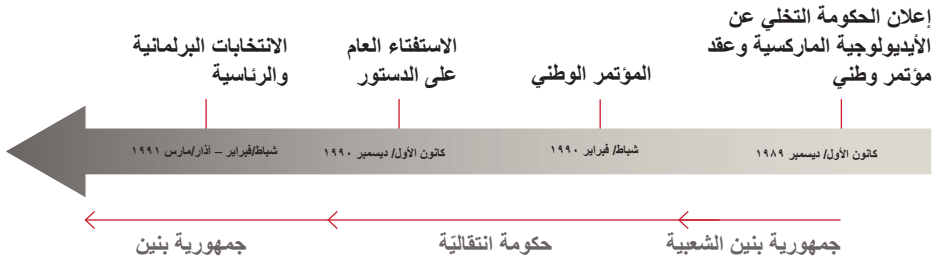 إعلان الحكومة التخلي عن
الأيديولوجية الماركسية وعقد
مؤتمر وطني
المؤتمر الوطني
الاستفتاء العام
على الدستور
الانتخابات البرلمانية
والرئاسية
كانون الأول/ ديسمبر ١٩٨٩
شباط/ فبراير ١٩٩٠
كانون الأول/ ديسمبر ١٩٩٠
شباط/فبراير – آذار/مارس ١٩٩١
جمهورية بنين الشعبية
حكومة انتقاليّة
جمهورية بنين